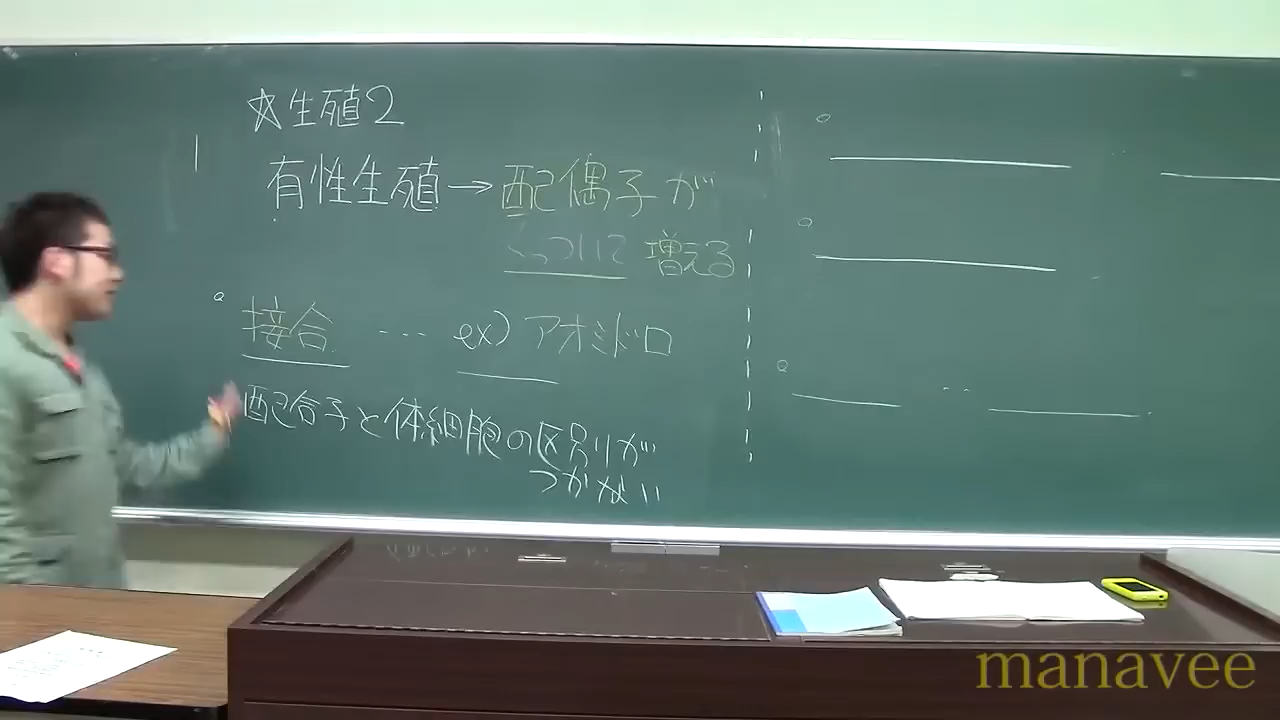 ☆生殖2
有性生殖→配偶子が
くっついて 増える
接合 … ex) アオミドロ
配合子と体細胞の区別が
つかない
manavee